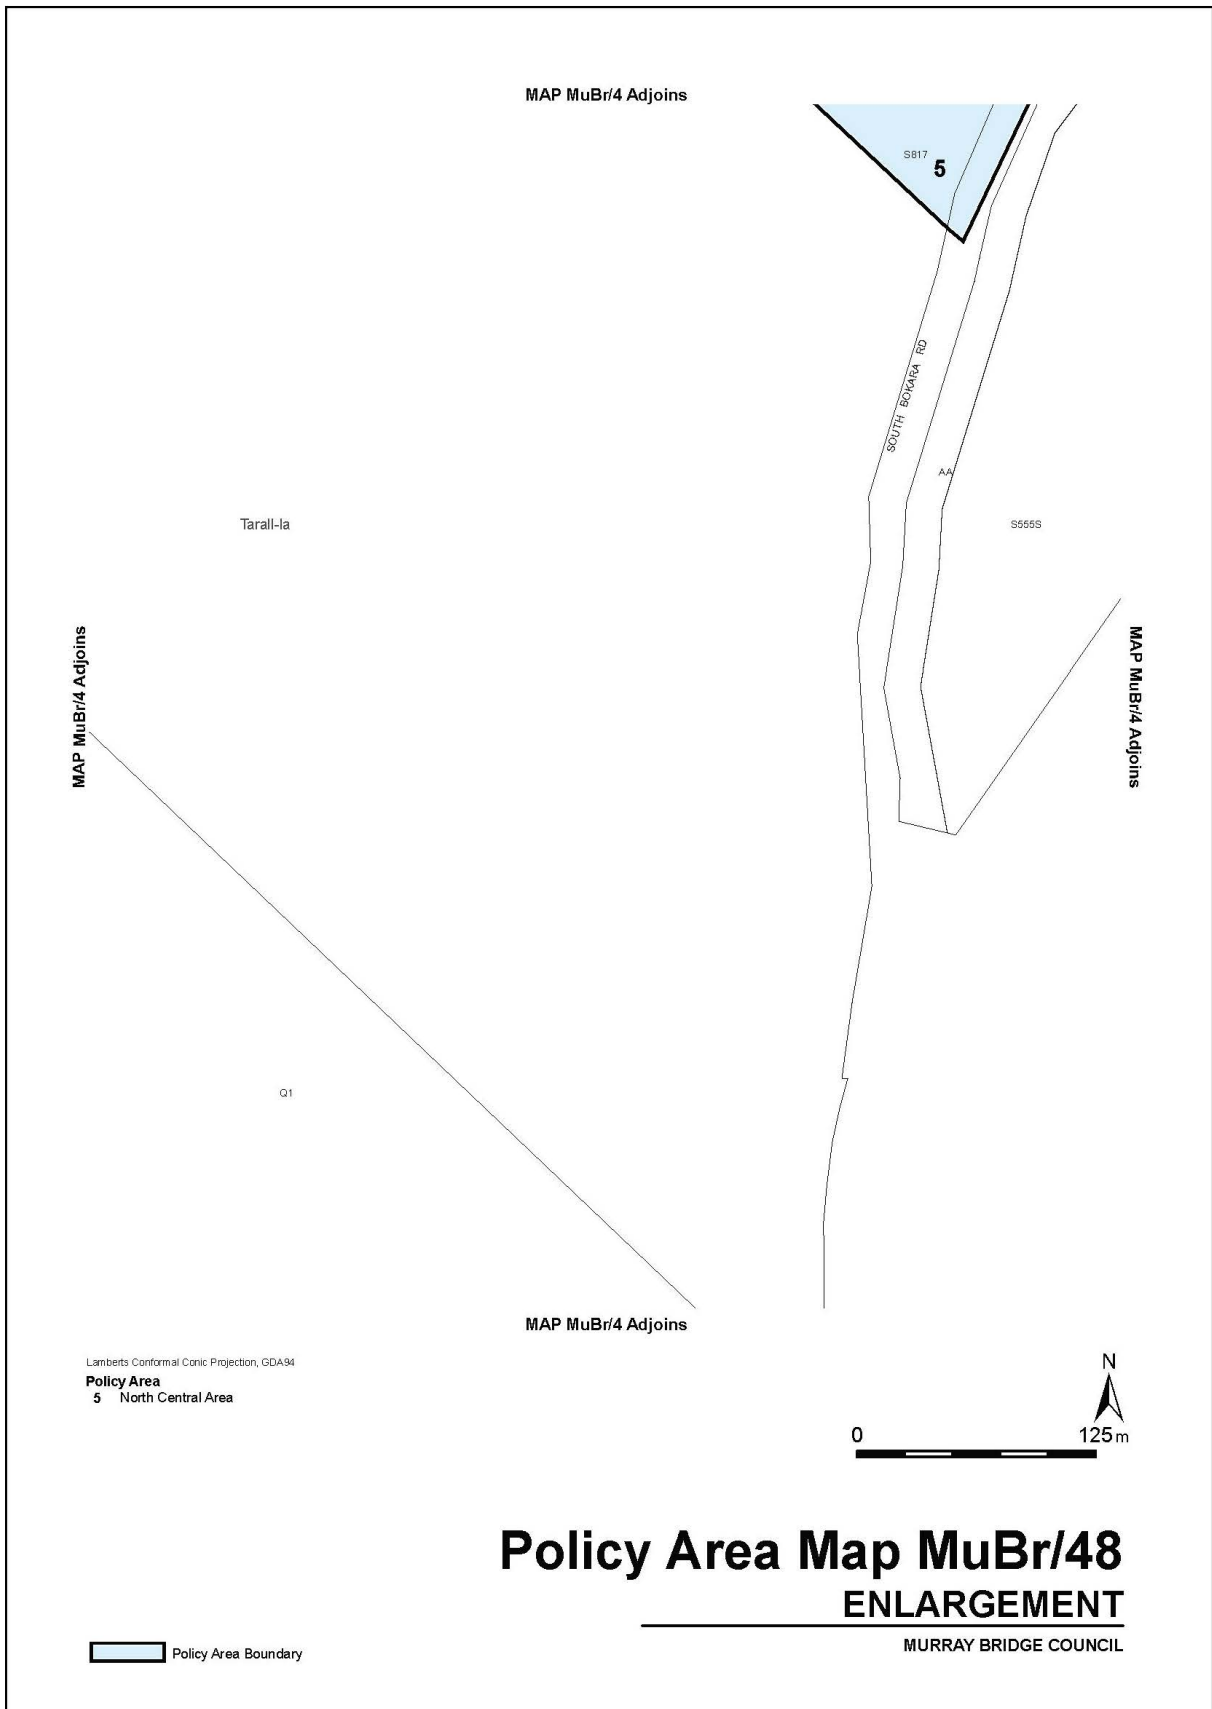 MAP MuBr/4 Adjoins
S817
5
SOUTH BOKARA RD
AA
Tarall-la
S555S
MAP MuBr/4 Adjoins
MAP MuBr/4 Adjoins
Q1
MAP MuBr/4 Adjoins
Lamberts Conformal Conic Projection, GDA94
Policy Area
5 North Central Area
N
0 125 m
Policy Area Map MuBr/48
ENLARGEMENT
MURRAY BRIDGE COUNCIL
Policy Area Boundary